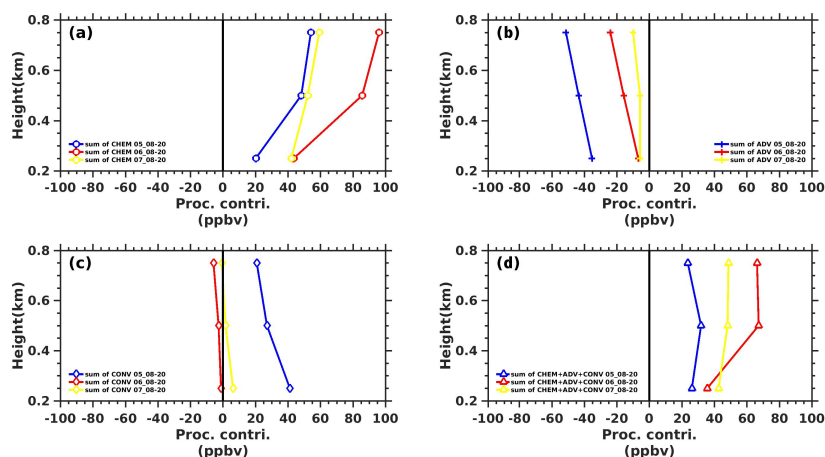 (a)
Height(km)
0.8
0.6
0.4
0.2
sum of CHEM 05_08-20
sum of CHEM 06_08-20
sum of CHEM 07_08-20
-100 -80 -60 -40 -20 0 20 40 60 80 100
Proc. contri.
(ppbv)
(b)
Height(km)
0.8
0.6
0.4
0.2
sum of ADV 05_08-20
sum of ADV 06_08-20
sum of ADV 07_08-20
-100 -80 -60 -40 -20 0 20 40 60 80 100
Proc. contri.
(ppbv)
(c)
Height(km)
0.8
0.6
0.4
0.2
sum of CONV 05_08-20
sum of CONV 06_08-20
sum of CONV 07_08-20
-100 -80 -60 -40 -20 0 20 40 60 80 100
Proc. contri.
(ppbv)
(d)
Height(km)
0.8
0.6
0.4
0.2
sum of CHEM+ADV+CONV 05_08-20
sum of CHEM+ADV+CONV 06_08-20
sum of CHEM+ADV+CONV 07_08-20
-100 -80 -60 -40 -20 0 20 40 60 80 100
Proc. contri.
(ppbv)